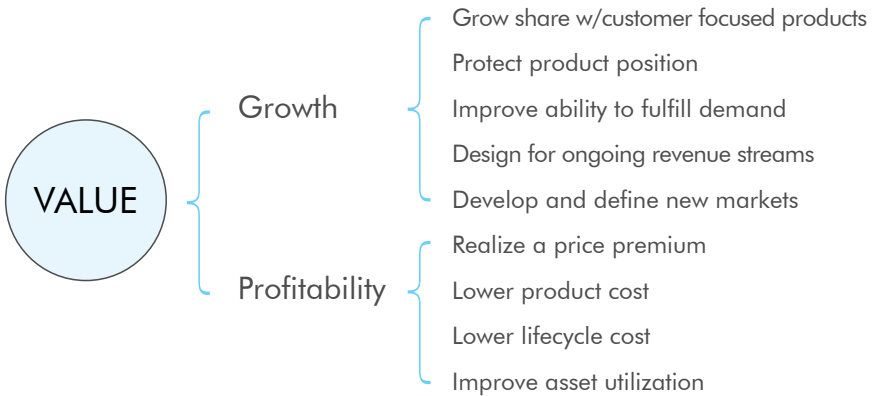 VALUE
Growth
Grow share w/customer focused products
Protect product position
Improve ability to fulfill demand
Design for ongoing revenue streams
Develop and define new markets
Profitability
Realize a price premium
Lower product cost
Lower lifecycle cost
Improve asset utilization